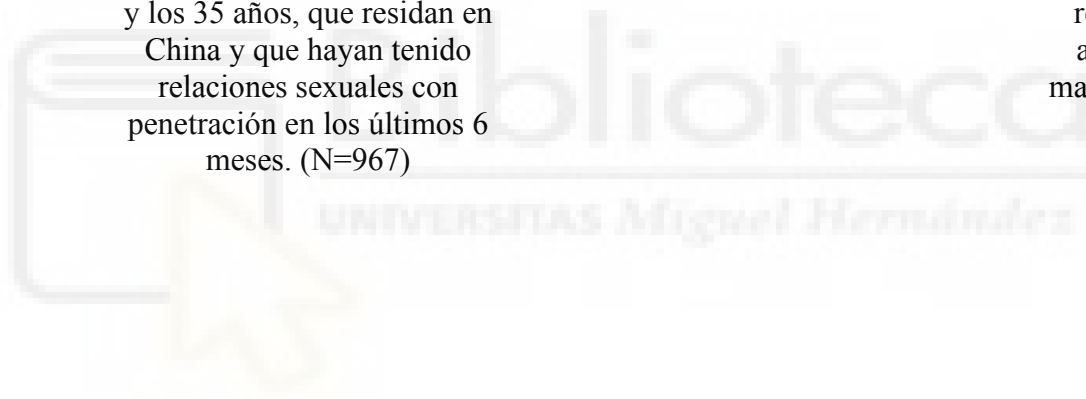 y los 35 años, que residan en
China y que hayan tenido
relaciones sexuales con
penetración en los últimos 6
meses. (N=967)
Biblioteca
UNIVERSITAS Miguel Hernández